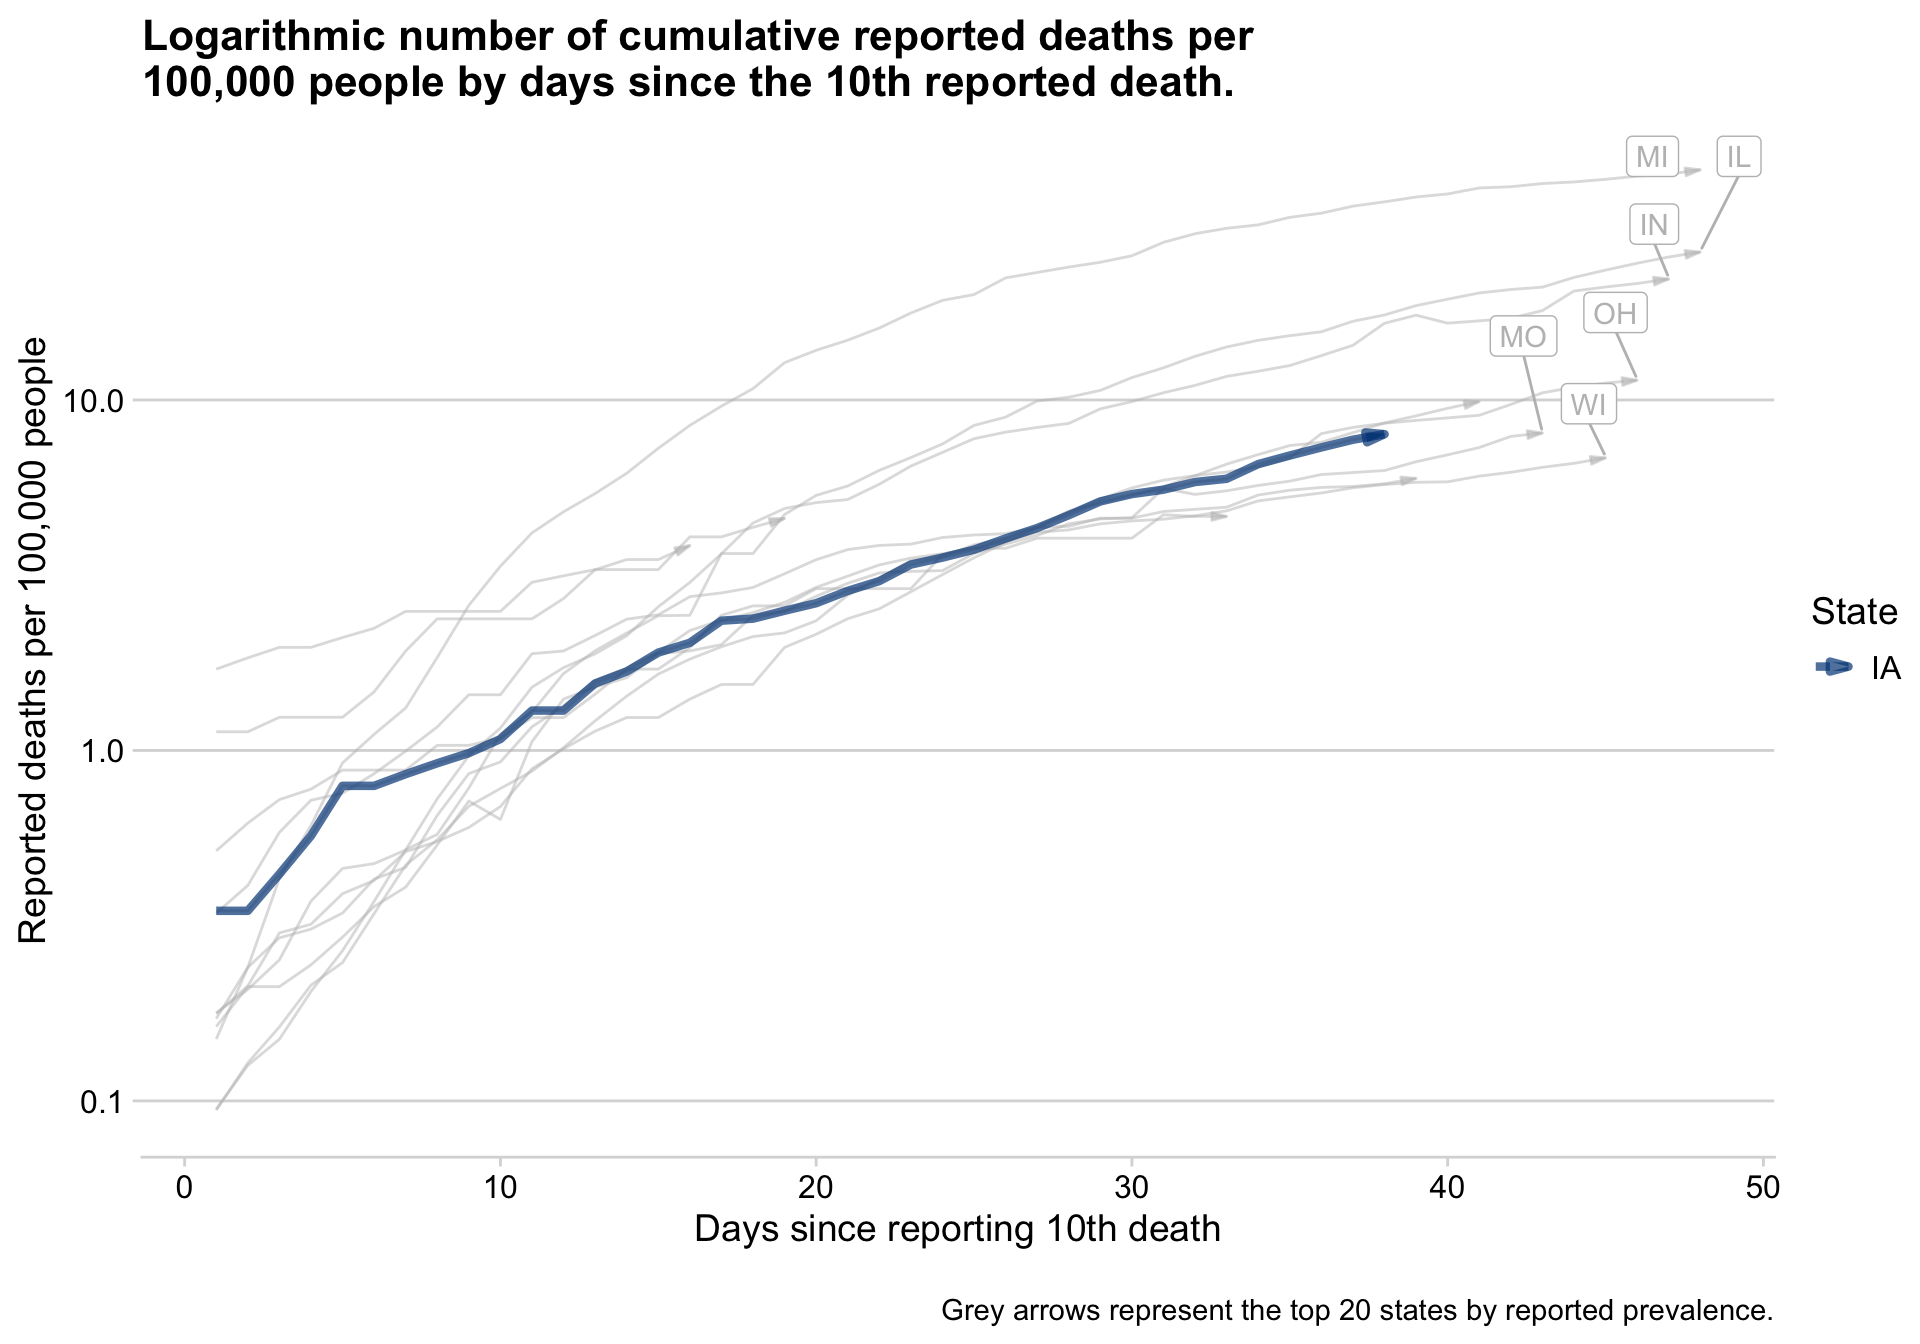 Logarithmic number of cumulative reported deaths per
100,000 people by days since the 10th reported death.
MI
IL
IN
OH
MO
WI
Reported deaths per 100,000 people
10.0
1.0
0.1
State
IA
0
10
20
30
40
50
Days since reporting 10th death
Grey arrows represent the top 20 states by reported prevalence.